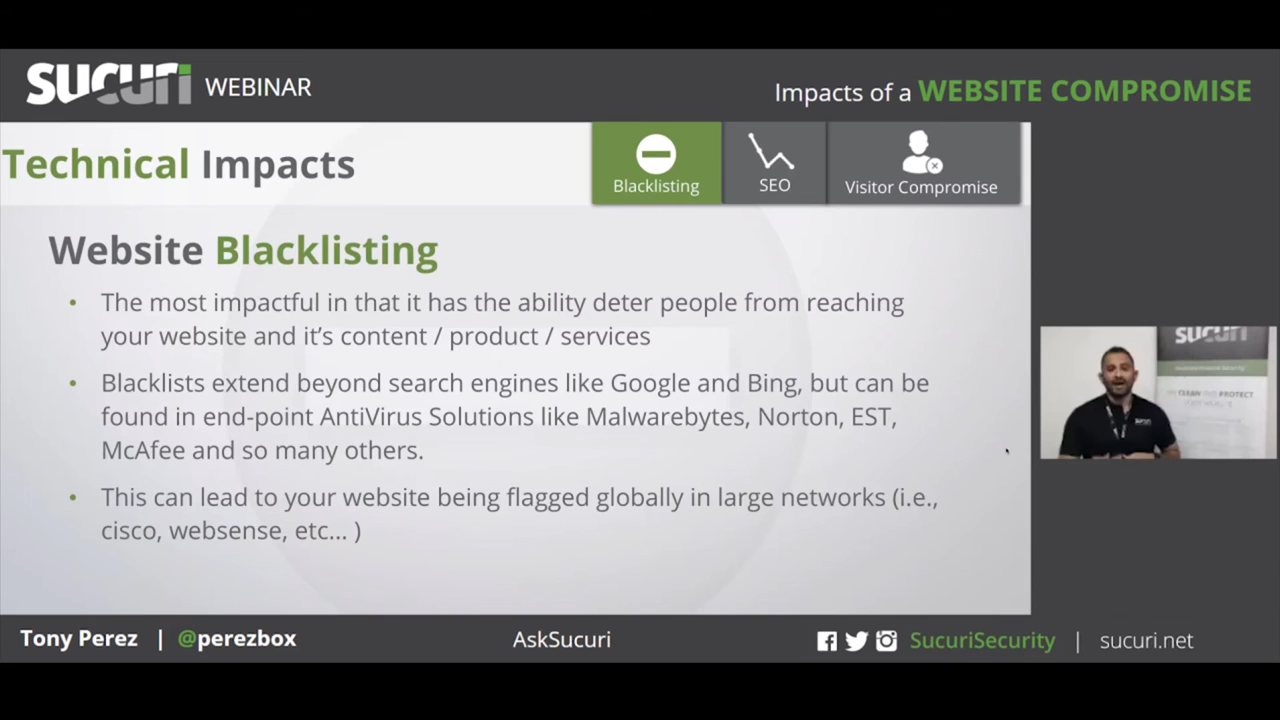 sucuri WEBINAR
Impacts of a WEBSITE COMPROMISE
Technical Impacts
Blacklisting
SEO
Visitor Compromise
Website Blacklisting
• The most impactful in that it has the ability deter people from reaching
your website and it’s content / product / services
• Blacklists extend beyond search engines like Google and Bing, but can be
found in end-point AntiVirus Solutions like Malwarebytes, Norton, EST,
McAfee and so many others.
• This can lead to your website being flagged globally in large networks (i.e.,
cisco, websense, etc... )
sucuri
CLEAN PROTECT
Tony Perez | @perezbox
AskSucuri
SucuriSecurity | sucuri.net